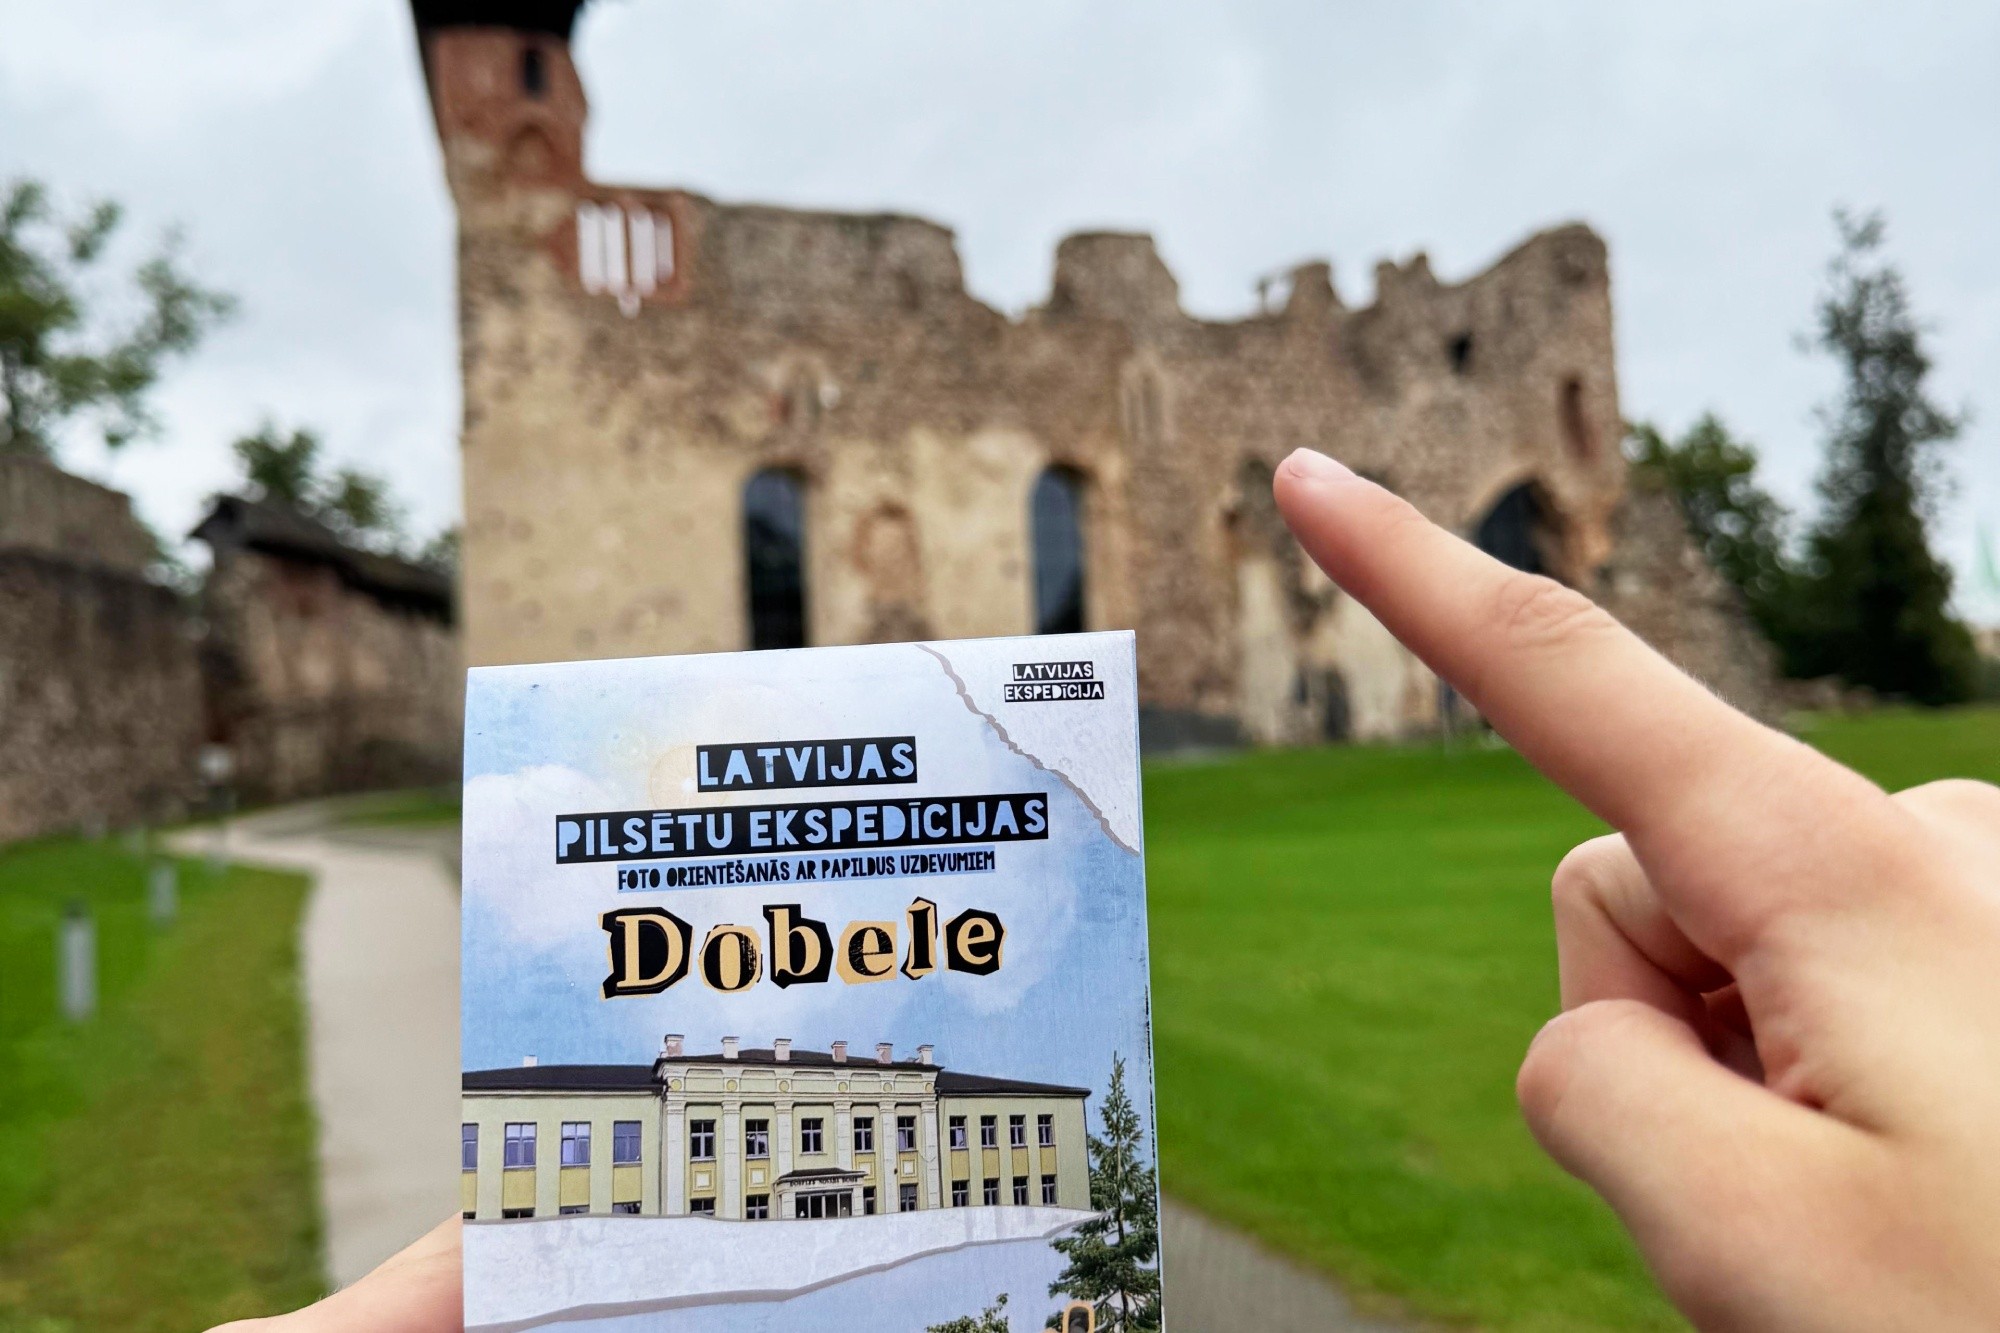 LATVIJAS
EKSPEDĪCIJA
LATVIJAS
PILSĒTU EKSPEDĪCIJAS
FOTO ORIENTĒŠANĀS AR PAPILDUS UZDEVUMIEM
Dobele